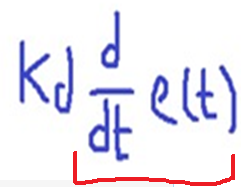 Kd d/dt e(t)